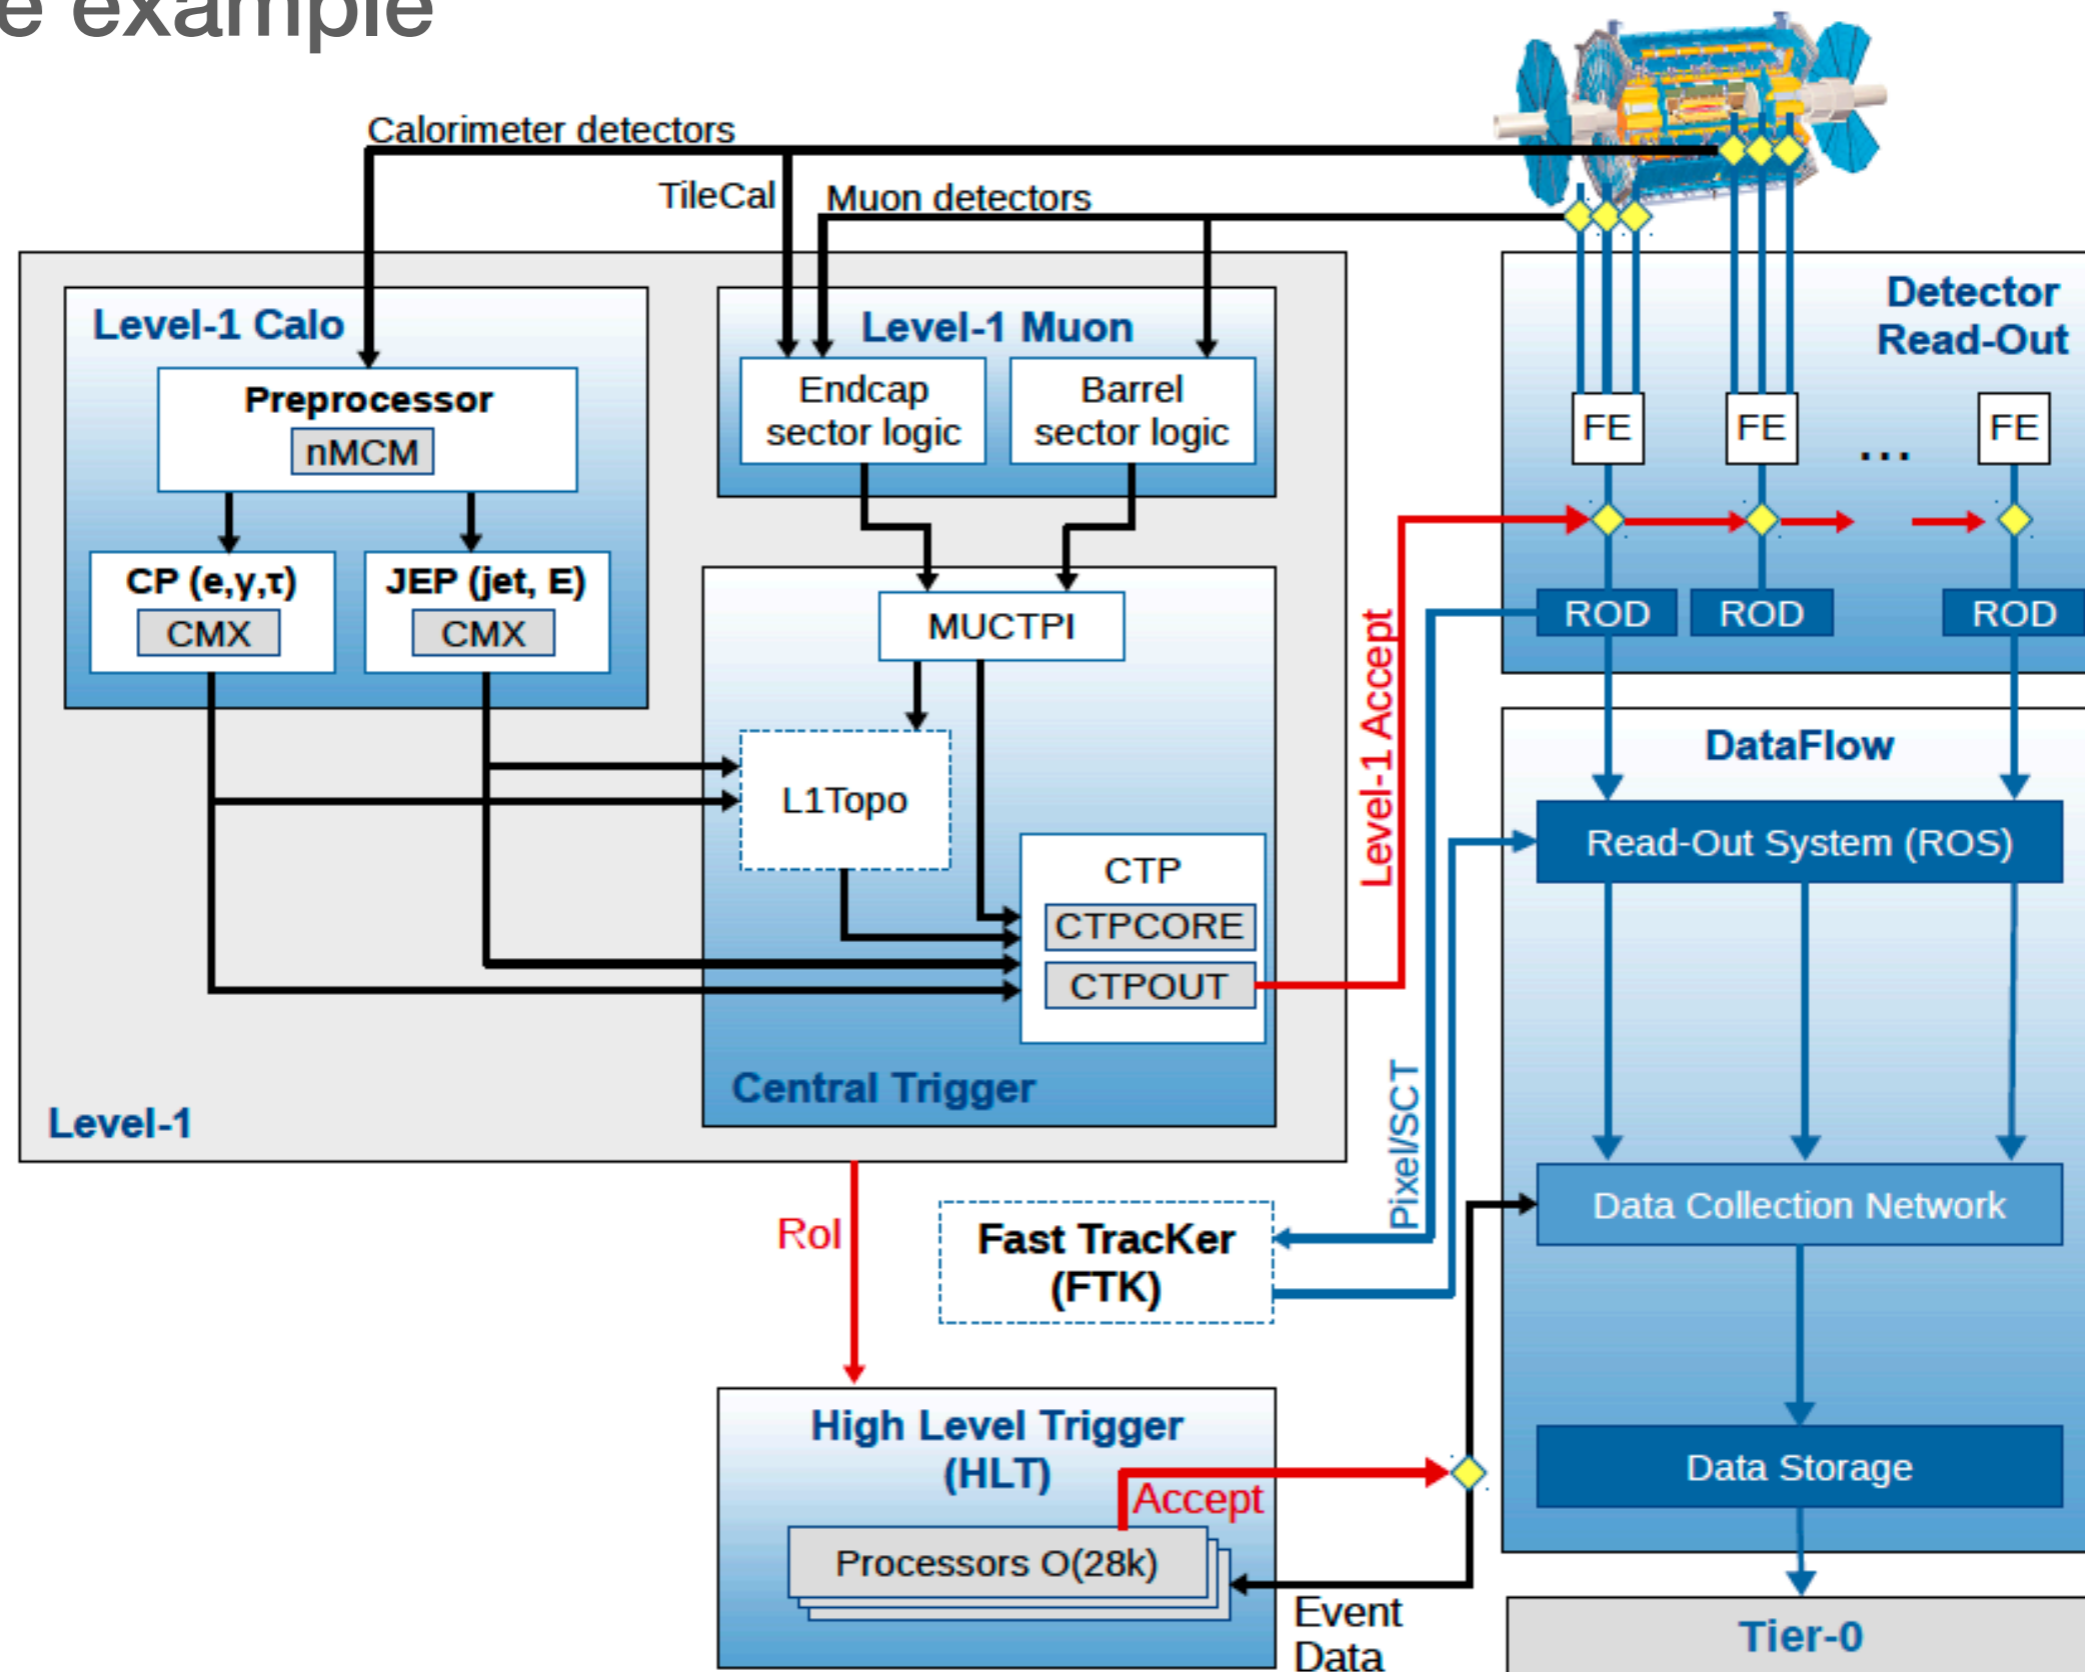 e example
Calorimeter detectors
TileCal
Muon detectors
Level-1 Calo
Preprocessor
nMCM
CP (e,γ,τ)
CMX
JEP (jet, E)
CMX
Level-1 Muon
Endcap
sector logic
Barrel
sector logic
MUCTPI
L1Topo
CTP
CTPCORE
CTPOUT
Central Trigger
Level-1
Level-1 Accept
Detector
Read-Out
FE
FE
...
FE
ROD
ROD
ROD
DataFlow
Read-Out System (ROS)
Pixel/SCT
Data Collection Network
RoI
Fast TracKer
(FTK)
High Level Trigger
(HLT)
Accept
Processors O(28k)
Event
Data
Data Storage
Tier-0